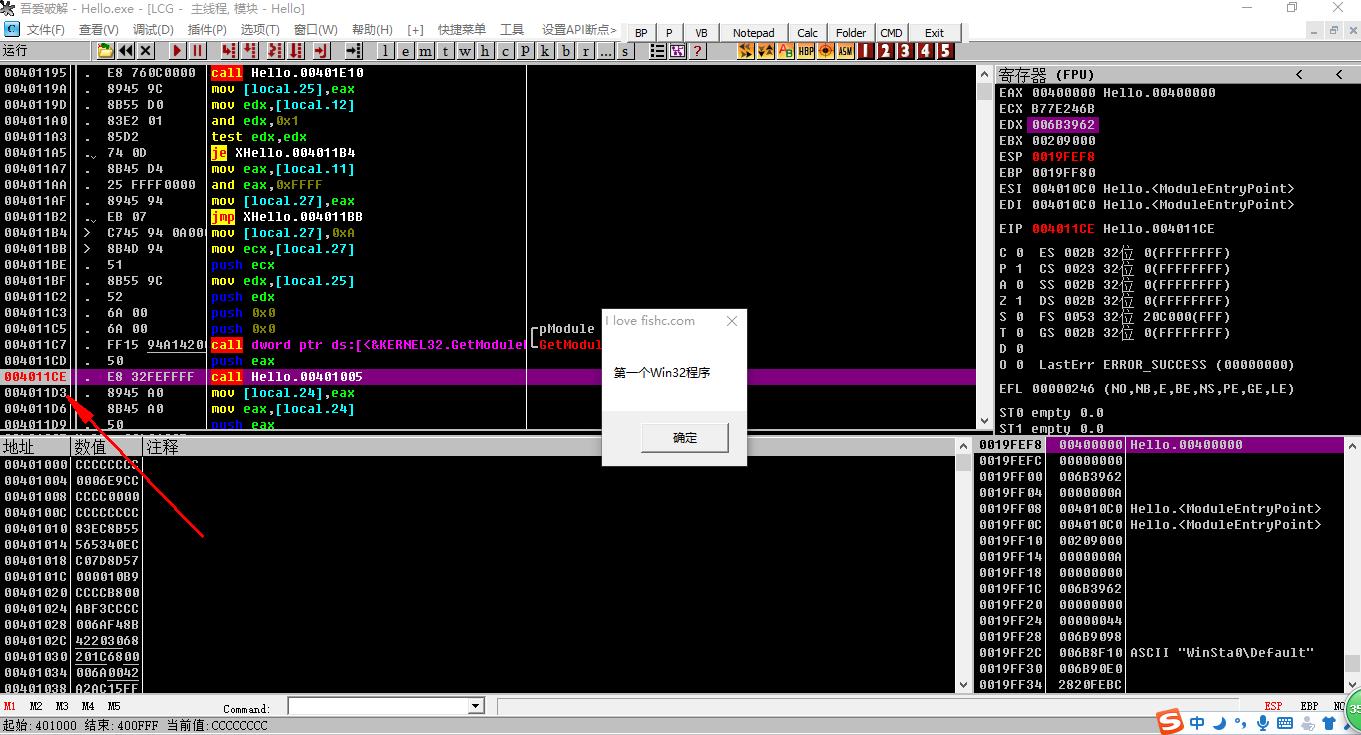 吾爱破解 - Hello.exe - [LCG - 主线程, 模块 - Hello]
文件(F) 查看(V) 调试(D) 插件(P) 选项(T) 窗口(W) 帮助(H) [+] 快捷菜单 工具 设置API断点> BP P VB Notepad Calc Folder CMD Exit
运行 l e m t w h c p k b r ... s ? HBP ASM 1 2 3 4 5
00401195 . E8 760C0000 call Hello.00401E10
0040119A . 8945 9C mov [local.25],eax
0040119D . 8B55 D0 mov edx,[local.12]
004011A0 . 83E2 01 and edx,0x1
004011A3 . 85D2 test edx,edx
004011A5 . 74 0D je XHello.004011B4
004011A7 . 8B45 D4 mov eax,[local.11]
004011AA . 25 FFFF0000 and eax,0xFFFF
004011AF . 8945 94 mov [local.27],eax
004011B2 . EB 07 jmp XHello.004011BB
004011B4 > C745 94 0A00 mov [local.27],0xA
004011BB > 8B4D 94 mov ecx,[local.27]
004011BE . 51 push ecx
004011BF . 8B55 9C mov edx,[local.25]
004011C2 . 52 push edx
004011C3 . 6A 00 push 0x0
004011C5 . 6A 00 push 0x0 pModule
004011C7 . FF15 94A14200 call dword ptr ds:[<&KERNEL32.GetModule GetModul
004011CD . 50 push eax
004011CE . E8 32FEFFFF call Hello.00401005
004011D3 . 8945 A0 mov [local.24],eax
004011D6 . 8B45 A0 mov eax,[local.24]
004011D9 . 50 push eax
I love fishc.com
第一个Win32程序
确定
寄存器 (FPU) < <
EAX 00400000 Hello.00400000
ECX B77E246B
EDX 006B3962
EBX 00209000
ESP 0019FEF8
EBP 0019FF80
ESI 004010C0 Hello.<ModuleEntryPoint>
EDI 004010C0 Hello.<ModuleEntryPoint>
EIP 004011CE Hello.004011CE
C 0 ES 002B 32位 0(FFFFFFFF)
P 1 CS 0023 32位 0(FFFFFFFF)
A 0 SS 002B 32位 0(FFFFFFFF)
Z 1 DS 002B 32位 0(FFFFFFFF)
S 0 FS 0053 32位 20C000(FFF)
T 0 GS 002B 32位 0(FFFFFFFF)
D 0
O 0 LastErr ERROR_SUCCESS (00000000)
EFL 00000246 (NO,NB,E,BE,NS,PE,GE,LE)
ST0 empty 0.0
ST1 empty 0.0
地址 数值 注释
00401000 CCCCCCCC
00401004 0006E9CC
00401008 CCCC0000
0040100C CCCCCCCC
00401010 83EC8B55
00401014 565340EC
00401018 C07D8D57
0040101C 000010B9
00401020 CCCCB800
00401024 ABF3CCCC
00401028 006AF48B
0040102C 42203068
00401030 201C6800
00401034 006A0042
00401038 A2AC15FF
0019FEF8 00400000 Hello.00400000
0019FEFC 00000000
0019FF00 006B3962
0019FF04 0000000A
0019FF08 004010C0 Hello.<ModuleEntryPoint>
0019FF0C 004010C0 Hello.<ModuleEntryPoint>
0019FF10 00209000
0019FF14 0000000A
0019FF18 00000000
0019FF1C 006B3962
0019FF20 00000000
0019FF24 00000044
0019FF28 006B9098
0019FF2C 006B8F10 ASCII "WinSta0\Default"
0019FF30 006B90E0
0019FF34 2820FEBC
M1 M2 M3 M4 M5 Command: ESP EBP NO
起始: 401000 结束: 400FFF 当前值: CCCCCCCC
S 中 35